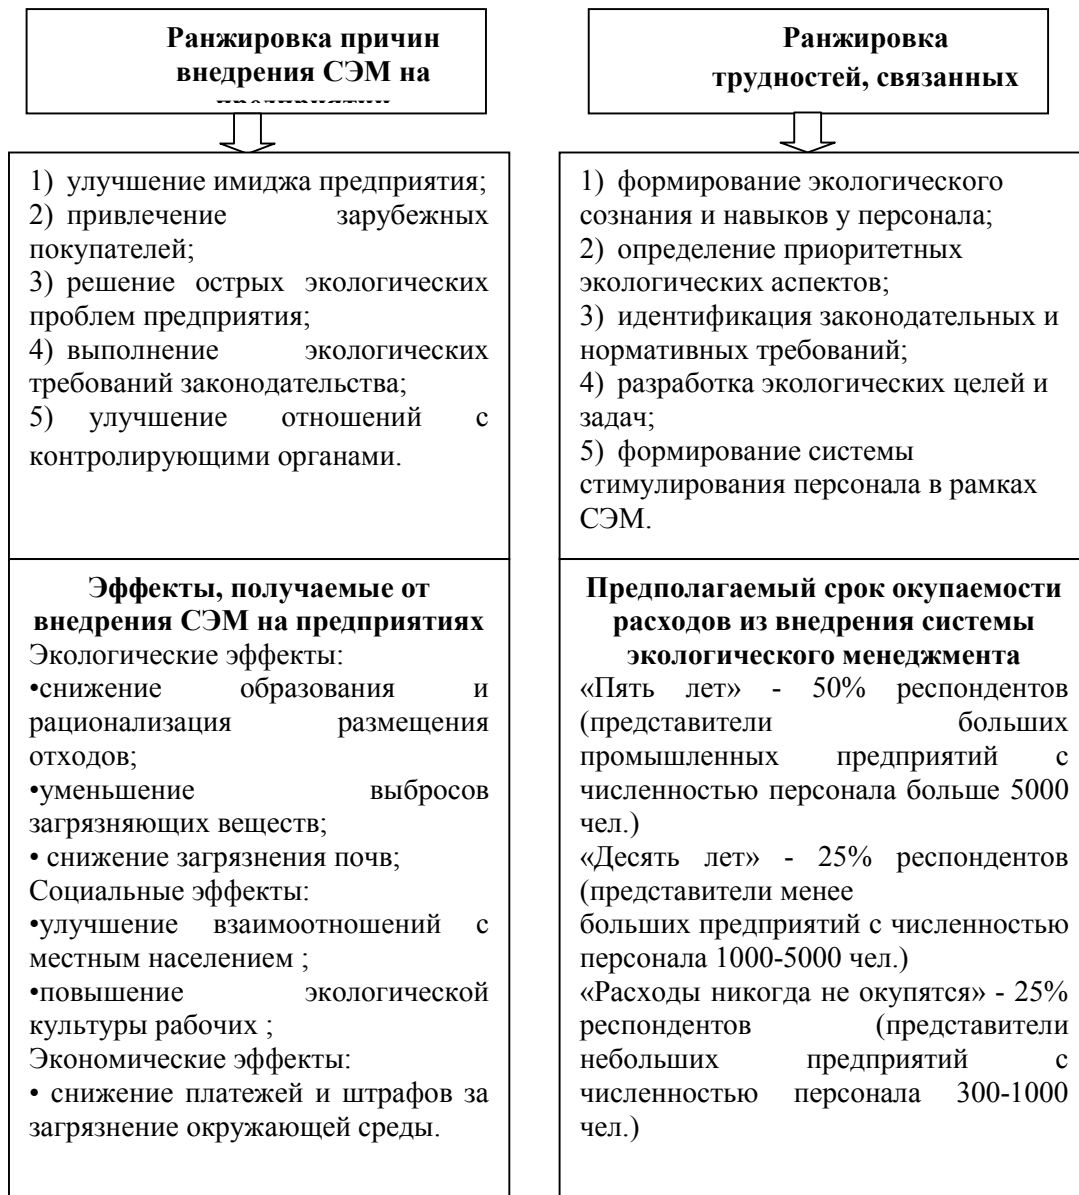 Ранжировка причин
внедрения СЭМ на
1) улучшение имиджа предприятия;
2) привлечение зарубежных
покупателей;
3) решение острых экологических
проблем предприятия;
4) выполнение экологических
требований законодательства;
5) улучшение отношений с
контролирующими органами.
Эффекты, получаемые от
внедрения СЭМ на предприятиях
Экологические эффекты:
•снижение образования и
рационализация размещения
отходов;
•уменьшение выбросов
загрязняющих веществ;
• снижение загрязнения почв;
Социальные эффекты:
•улучшение взаимоотношений с
местным населением ;
•повышение экологической
культуры рабочих ;
Экономические эффекты:
• снижение платежей и штрафов за
загрязнение окружающей среды.
Ранжировка
трудностей, связанных
1) формирование экологического
сознания и навыков у персонала;
2) определение приоритетных
экологических аспектов;
3) идентификация законодательных и
нормативных требований;
4) разработка экологических целей и
задач;
5) формирование системы
стимулирования персонала в рамках
СЭМ.
Предполагаемый срок окупаемости
расходов из внедрения системы
экологического менеджмента
«Пять лет» - 50% респондентов
(представители больших
промышленных предприятий с
численностью персонала больше 5000
чел.)
«Десять лет» - 25% респондентов
(представители менее
больших предприятий с численностью
персонала 1000-5000 чел.)
«Расходы никогда не окупятся» - 25%
респондентов (представители
небольших предприятий с
численностью персонала 300-1000
чел.)